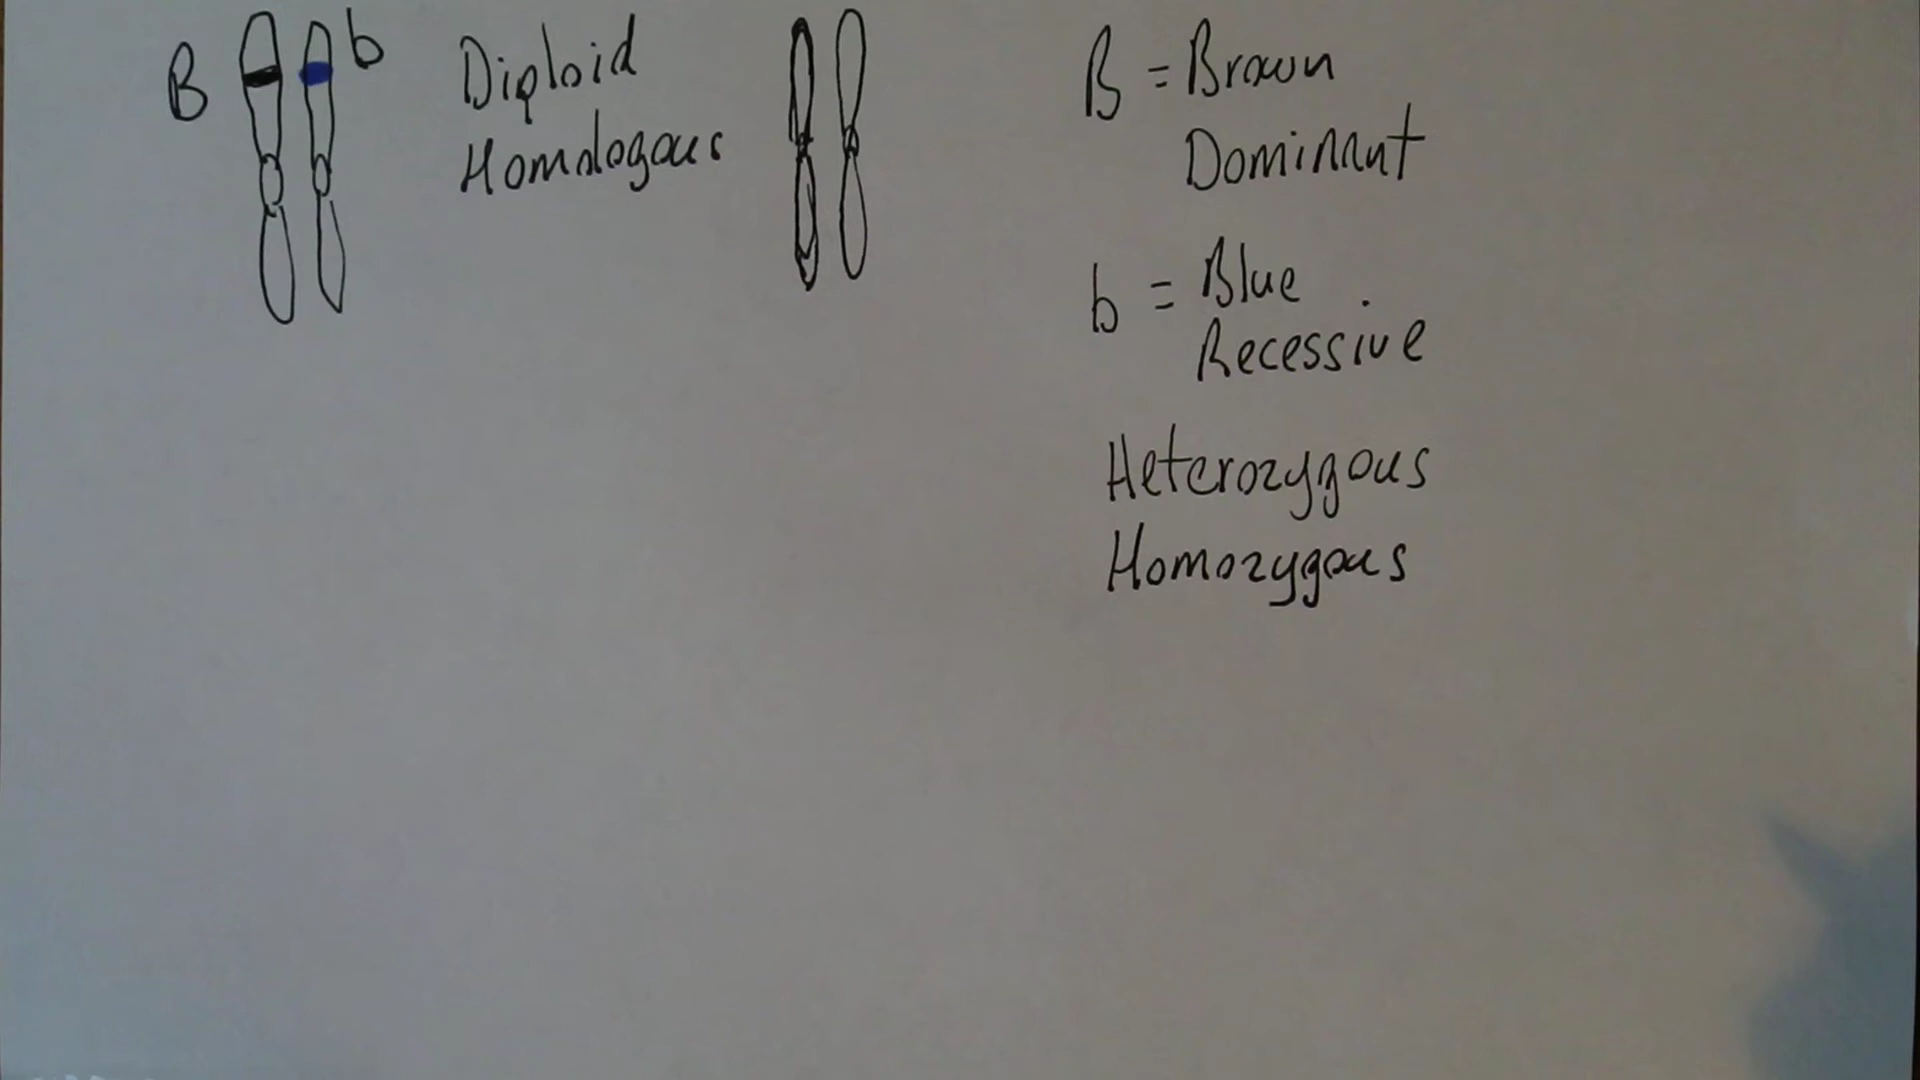 B b
Diploid
Homologous
B = Brown
Dominant
b = Blue
Recessive
Heterozygous
Homozygous